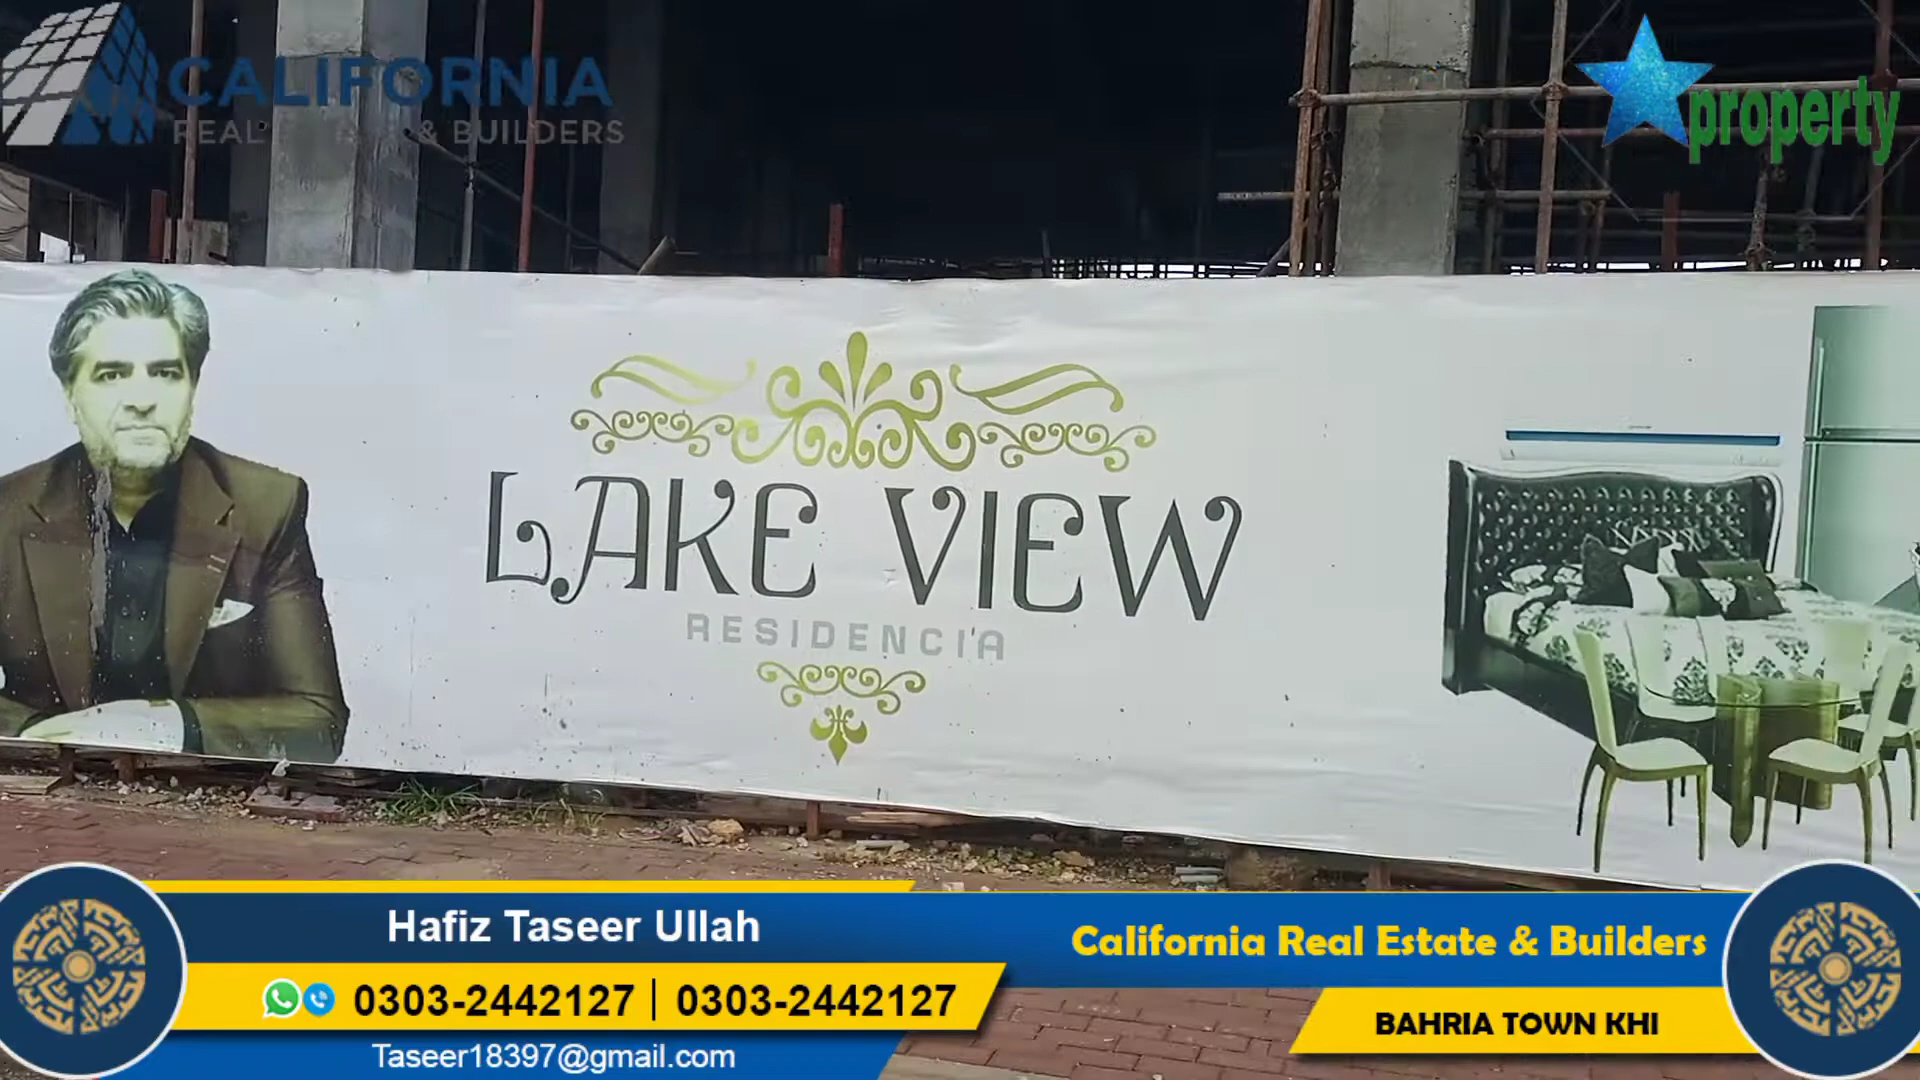 CALIFORNIA
REAL ESTATE & BUILDERS
property
LAKE VIEW
RESIDENCIA
Hafiz Taseer Ullah
0303-2442127 | 0303-2442127
Taseer18397@gmail.com
California Real Estate & Builders
BAHRIA TOWN KHI